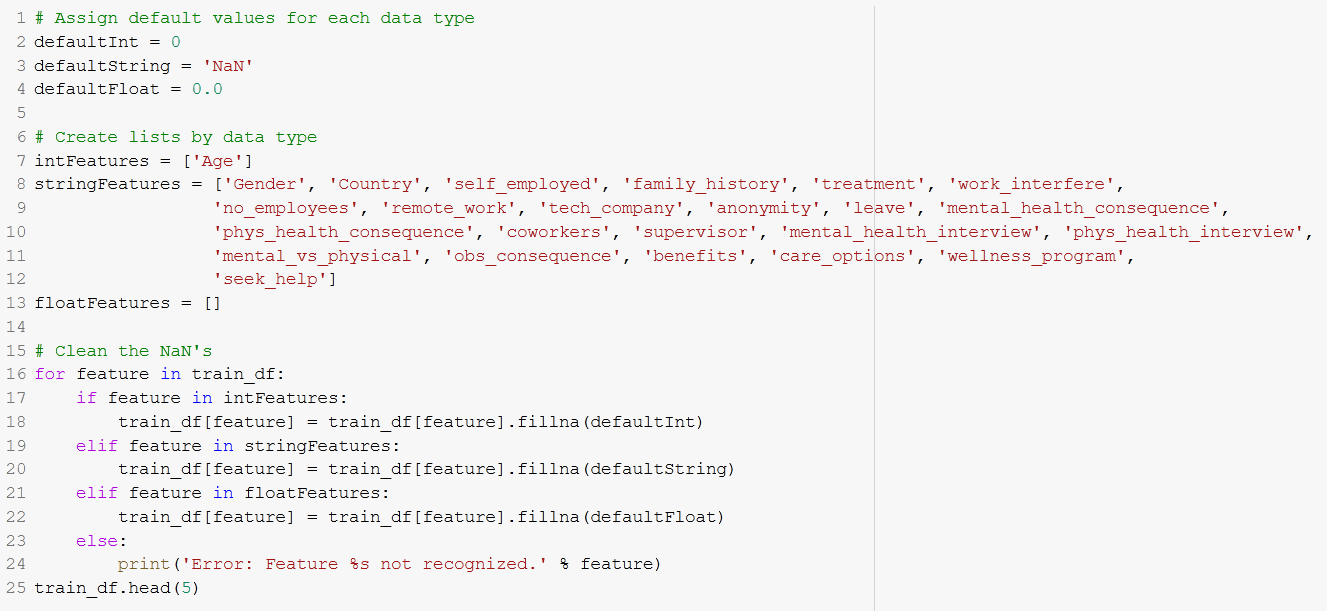 1 # Assign default values for each data type
2 defaultInt = 0
3 defaultString = 'NaN'
4 defaultFloat = 0.0
5
6 # Create lists by data type
7 intFeatures = ['Age']
8 stringFeatures = ['Gender', 'Country', 'self_employed', 'family_history', 'treatment', 'work_interfere',
9                  'no_employees', 'remote_work', 'tech_company', 'anonymity', 'leave', 'mental_health_consequence',
10                  'phys_health_consequence', 'coworkers', 'supervisor', 'mental_health_interview', 'phys_health_interview',
11                  'mental_vs_physical', 'obs_consequence', 'benefits', 'care_options', 'wellness_program',
12                  'seek_help']
13 floatFeatures = []
14
15 # Clean the NaN's
16 for feature in train_df:
17     if feature in intFeatures:
18         train_df[feature] = train_df[feature].fillna(defaultInt)
19     elif feature in stringFeatures:
20         train_df[feature] = train_df[feature].fillna(defaultString)
21     elif feature in floatFeatures:
22         train_df[feature] = train_df[feature].fillna(defaultFloat)
23     else:
24         print('Error: Feature %s not recognized.' % feature)
25 train_df.head(5)